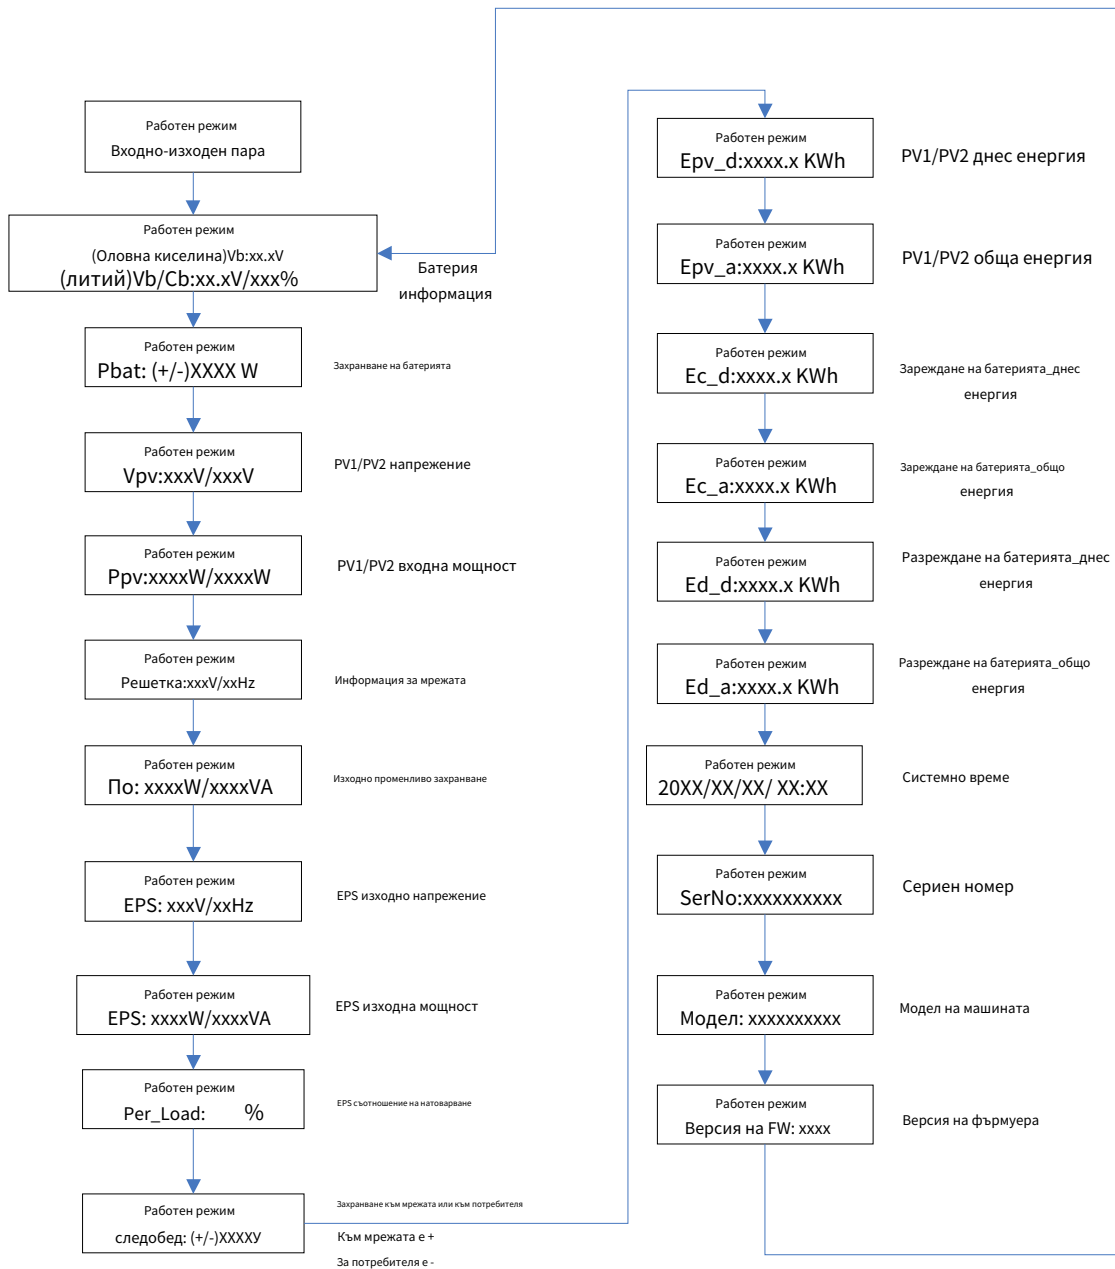 Работен режим
Входно-изходен пара
Работен режим
(Оловна киселина)Vb:xx.xV
(литий)Vb/Cb:xx.xV/xxx%
Батерия
информация
Работен режим
Pbat: (+/-)XXXX W
Захранване на батерията
Работен режим
Vpv:xxxV/xxxV
PV1/PV2 напрежение
Работен режим
Ppv:xxxxW/xxxxW
PV1/PV2 входна мощност
Работен режим
Решетка:xxxV/xxHz
Информация за мрежата
Работен режим
По: xxxxW/xxxxVA
Изходно променливо захранване
Работен режим
EPS: xxxV/xxHz
EPS изходно напрежение
Работен режим
EPS: xxxxW/xxxxVA
EPS изходна мощност
Работен режим
Per_Load: %
EPS съотношение на натоварване
Работен режим
следобед: (+/-)XXXXУ
Захранване към мрежата или към потребителя
Към мрежата е +
За потребителя е -
Работен режим
Epv_d:xxxx.x KWh
PV1/PV2 днес енергия
Работен режим
Epv_a:xxxx.x KWh
PV1/PV2 обща енергия
Работен режим
Ec_d:xxxx.x KWh
Зареждане на батерията_днес
енергия
Работен режим
Ec_a:xxxx.x KWh
Зареждане на батерията_общо
енергия
Работен режим
Ed_d:xxxx.x KWh
Разреждане на батерията_днес
енергия
Работен режим
Ed_a:xxxx.x KWh
Разреждане на батерията_общо
енергия
Работен режим
20XX/XX/XX/ XX:XX
Системно време
Работен режим
SerNo:xxxxxxxxxx
Сериен номер
Работен режим
Модел: xxxxxxxxxx
Модел на машината
Работен режим
Версия на FW: xxxx
Версия на фърмуера